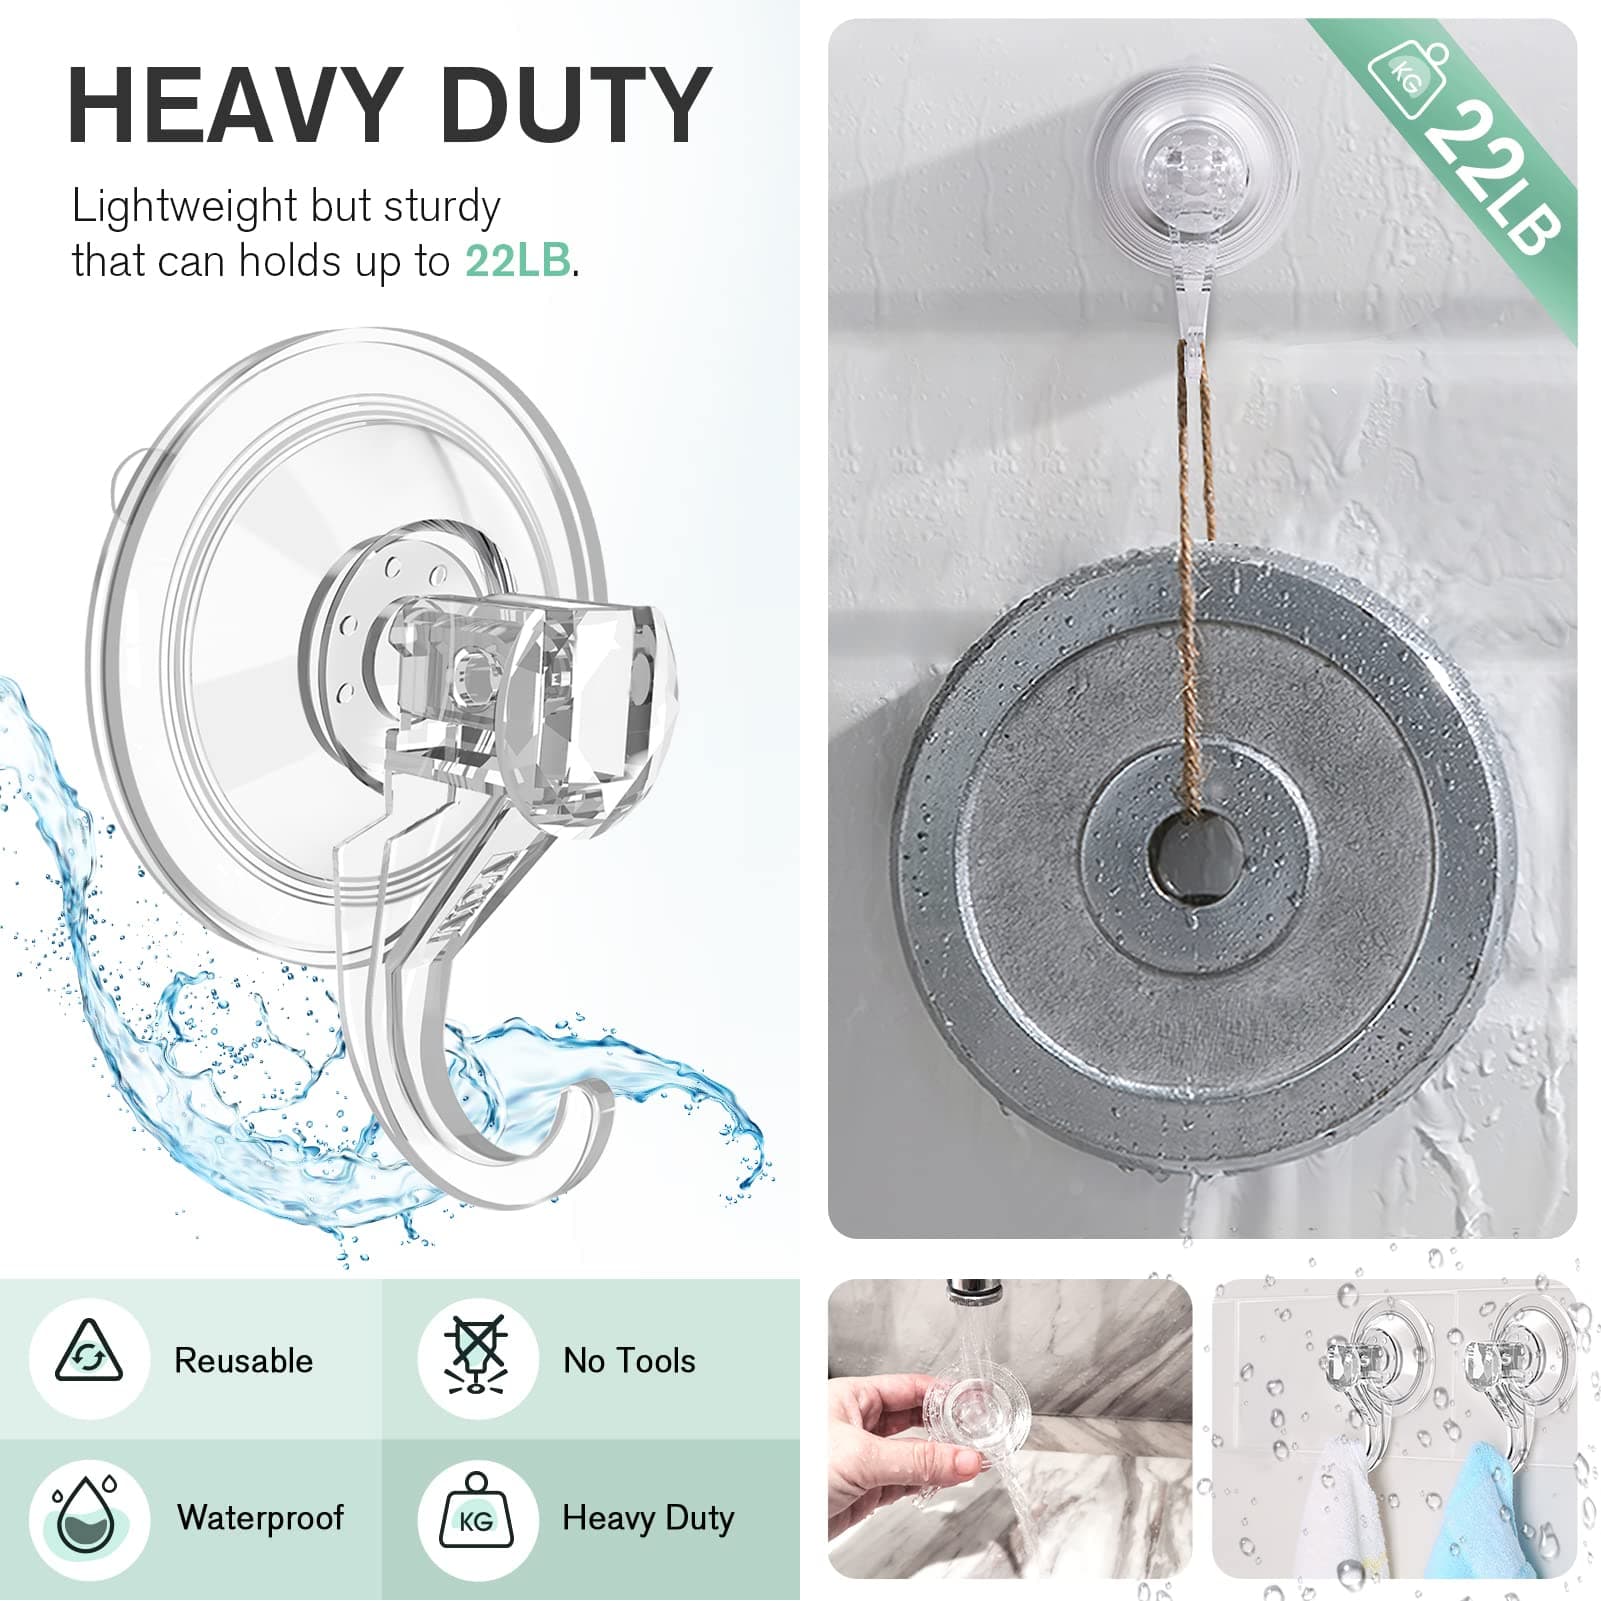 HEAVY DUTY
Lightweight but sturdy
that can holds up to 22LB.
KG
22LB
Reusable
No Tools
Waterproof
KG
Heavy Duty